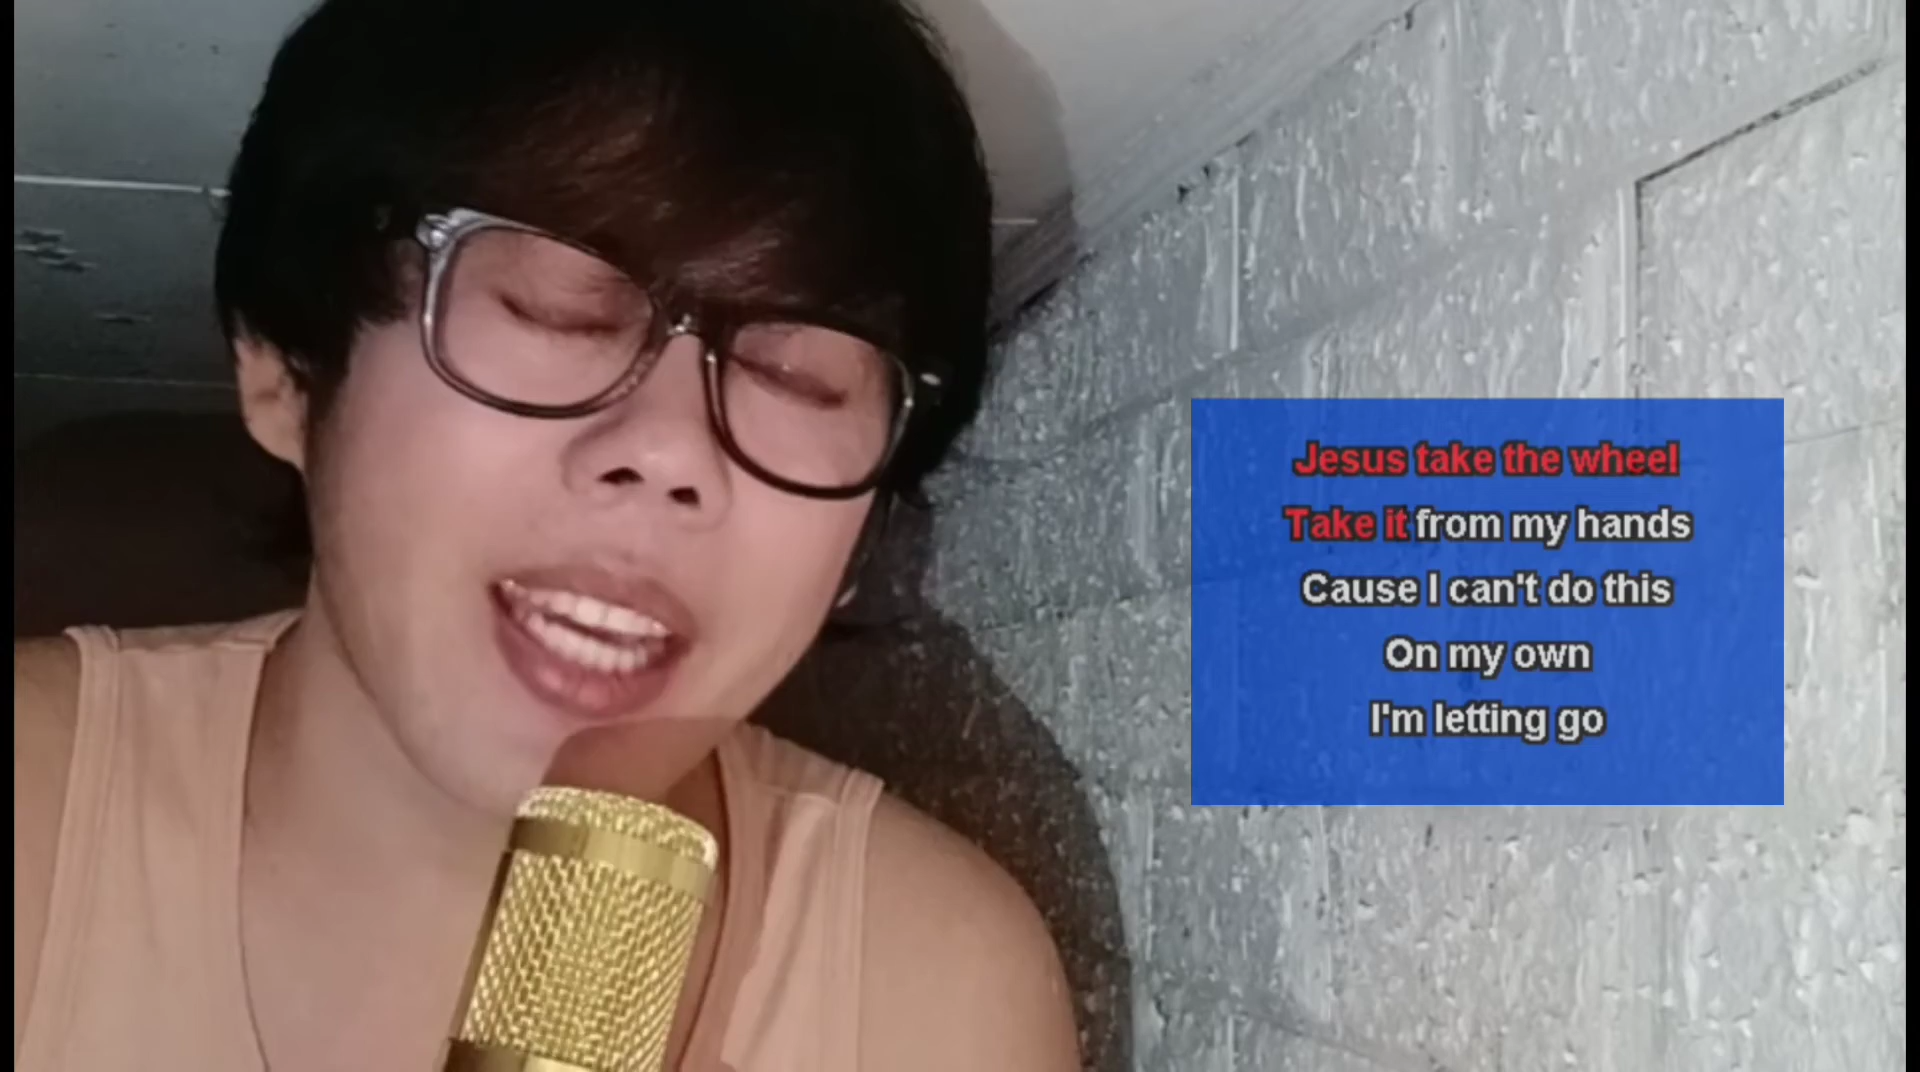 Jesus take the wheel
Take it from my hands
Cause I can't do this
On my own
I'm letting go